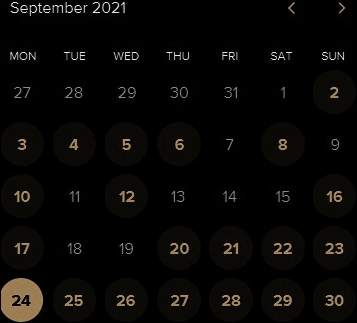 September 2021
MON TUE WED THU FRI SAT SUN
27 28 29 30 31 1 2
3 4 5 6 7 8 9
10 11 12 13 14 15 16
17 18 19 20 21 22 23
24 25 26 27 28 29 30